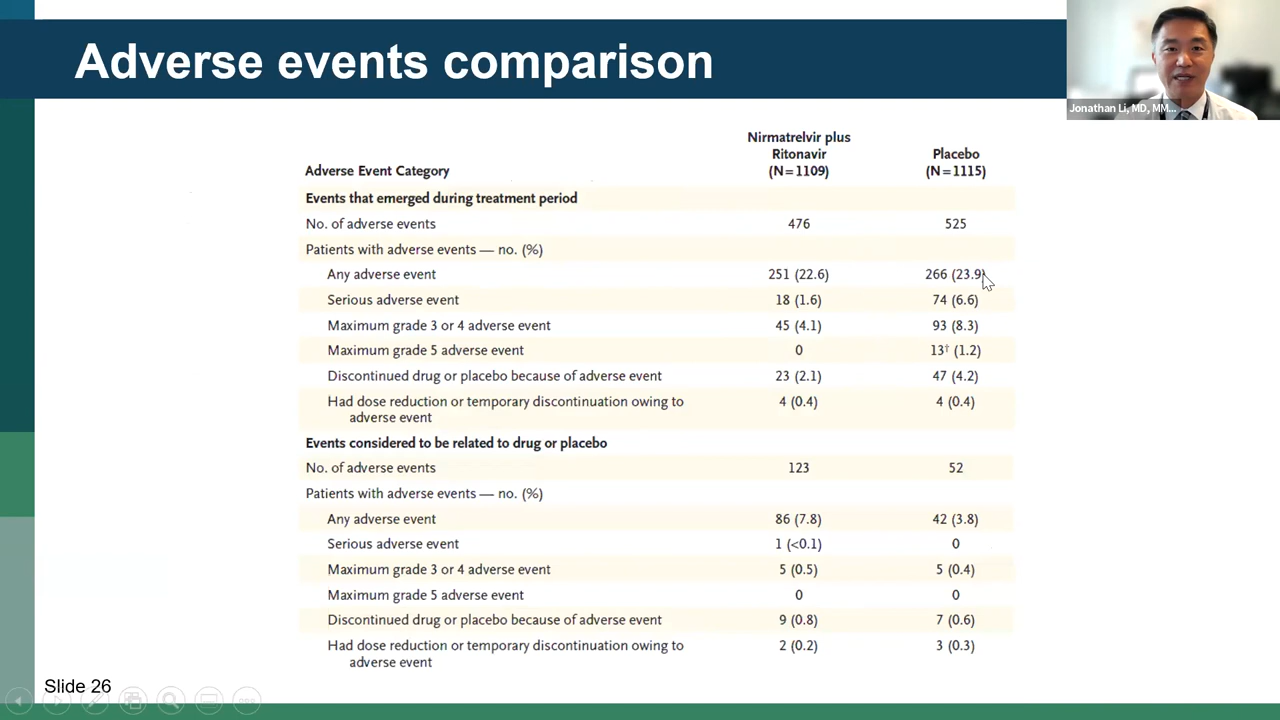 Adverse events comparison
Jonathan Li, MD, MM...
Nirmatrelvir plus
Ritonavir
(N=1109)
Placebo
(N=1115)
Adverse Event Category
Events that emerged during treatment period
No. of adverse events 476 525
Patients with adverse events — no. (%)
Any adverse event 251 (22.6) 266 (23.9)
Serious adverse event 18 (1.6) 74 (6.6)
Maximum grade 3 or 4 adverse event 45 (4.1) 93 (8.3)
Maximum grade 5 adverse event 0 13† (1.2)
Discontinued drug or placebo because of adverse event 23 (2.1) 47 (4.2)
Had dose reduction or temporary discontinuation owing to 4 (0.4) 4 (0.4)
adverse event
Events considered to be related to drug or placebo
No. of adverse events 123 52
Patients with adverse events — no. (%)
Any adverse event 86 (7.8) 42 (3.8)
Serious adverse event 1 (<0.1) 0
Maximum grade 3 or 4 adverse event 5 (0.5) 5 (0.4)
Maximum grade 5 adverse event 0 0
Discontinued drug or placebo because of adverse event 9 (0.8) 7 (0.6)
Had dose reduction or temporary discontinuation owing to 2 (0.2) 3 (0.3)
adverse event
Slide 26